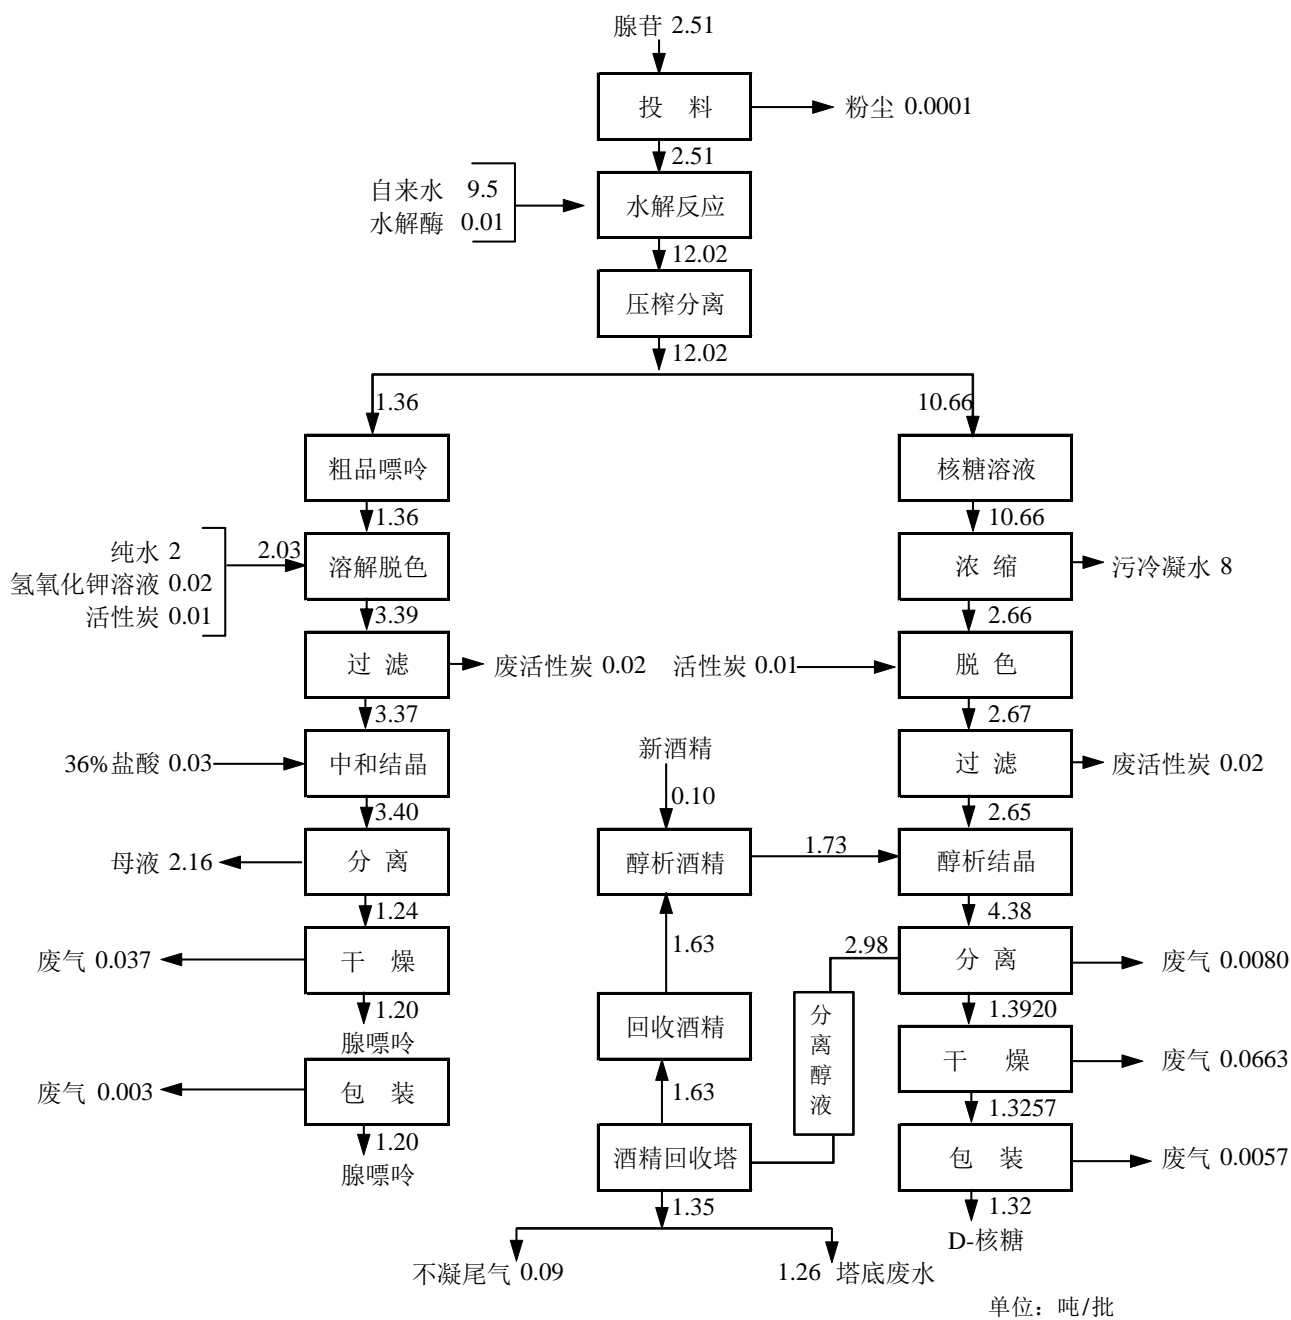 腺苷 2.51
投 料
粉尘 0.0001
2.51
自来水 9.5
水解酶 0.01
水解反应
12.02
压榨分离
12.02
1.36
10.66
粗品嘌呤
核糖溶液
1.36
10.66
纯水 2
氢氧化钾溶液 0.02
活性炭 0.01
2.03
溶解脱色
浓 缩
污冷凝水 8
3.39
2.66
过 滤
废活性炭 0.02
活性炭 0.01
脱 色
3.37
2.67
36%盐酸 0.03
中和结晶
新酒精
0.10
过 滤
废活性炭 0.02
3.40
2.65
母液 2.16
分 离
醇析酒精
1.73
醇析结晶
1.24
4.38
废气 0.037
干 燥
1.63
2.98
分 离
废气 0.0080
1.20
腺嘌呤
1.3920
回收酒精
分离醇液
干 燥
废气 0.0663
废气 0.003
包 装
1.63
1.3257
1.20
腺嘌呤
酒精回收塔
包 装
废气 0.0057
1.35
1.32
D-核糖
不凝尾气 0.09
1.26 塔底废水
单位：吨/批